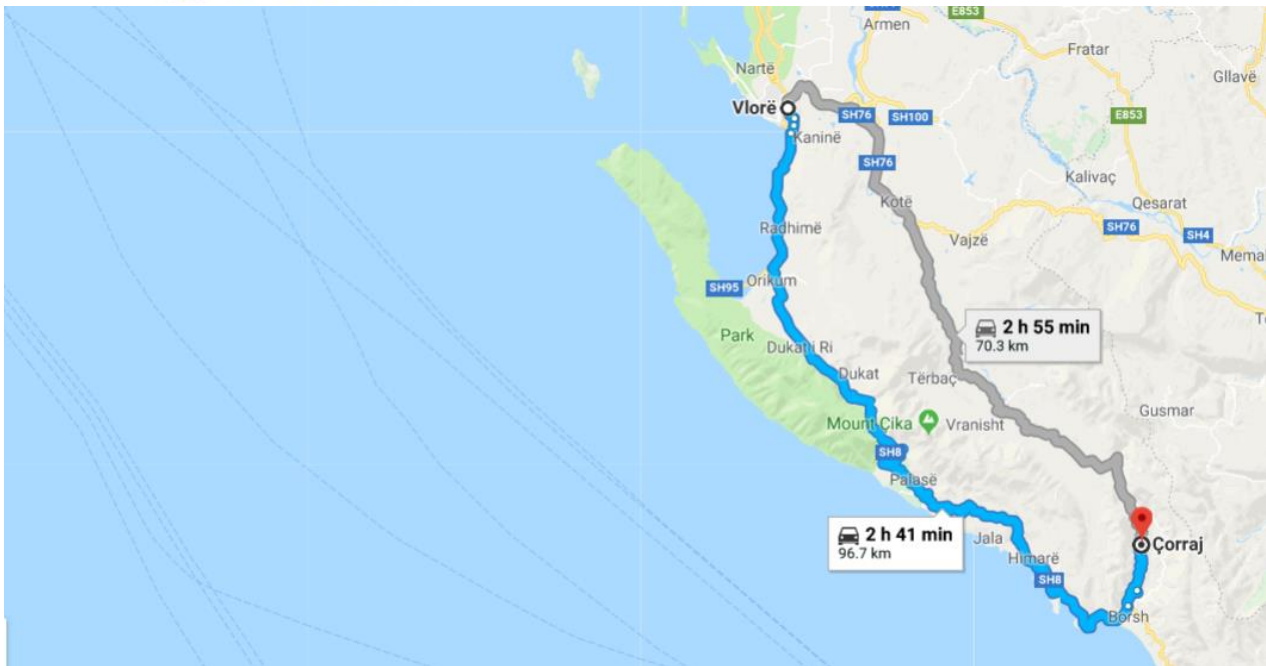 Armen
E853
Fratar
Nartë
Gllavë
Vlorë
SH76
SH100
E853
Kaninë
SH76
Kalivaç
Kotë
Qesarat
Radhimë
Vajzë
SH76
SH4
Memal
Orikum
SH95
2 h 55 min
70.3 km
Park
Dukati i Ri
Dukat
Tërbaç
Gusmar
Mount Çika
Vranisht
SH8
Palasë
2 h 41 min
96.7 km
Jala
Çorraj
Himarë
SH8
Borsh